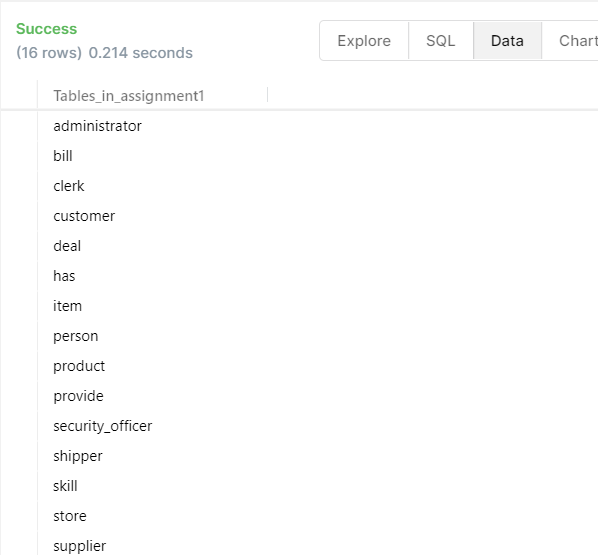 Success
(16 rows) 0.214 seconds
Explore SQL Data Chart
Tables_in_assignment1
administrator
bill
clerk
customer
deal
has
item
person
product
provide
security_officer
shipper
skill
store
supplier